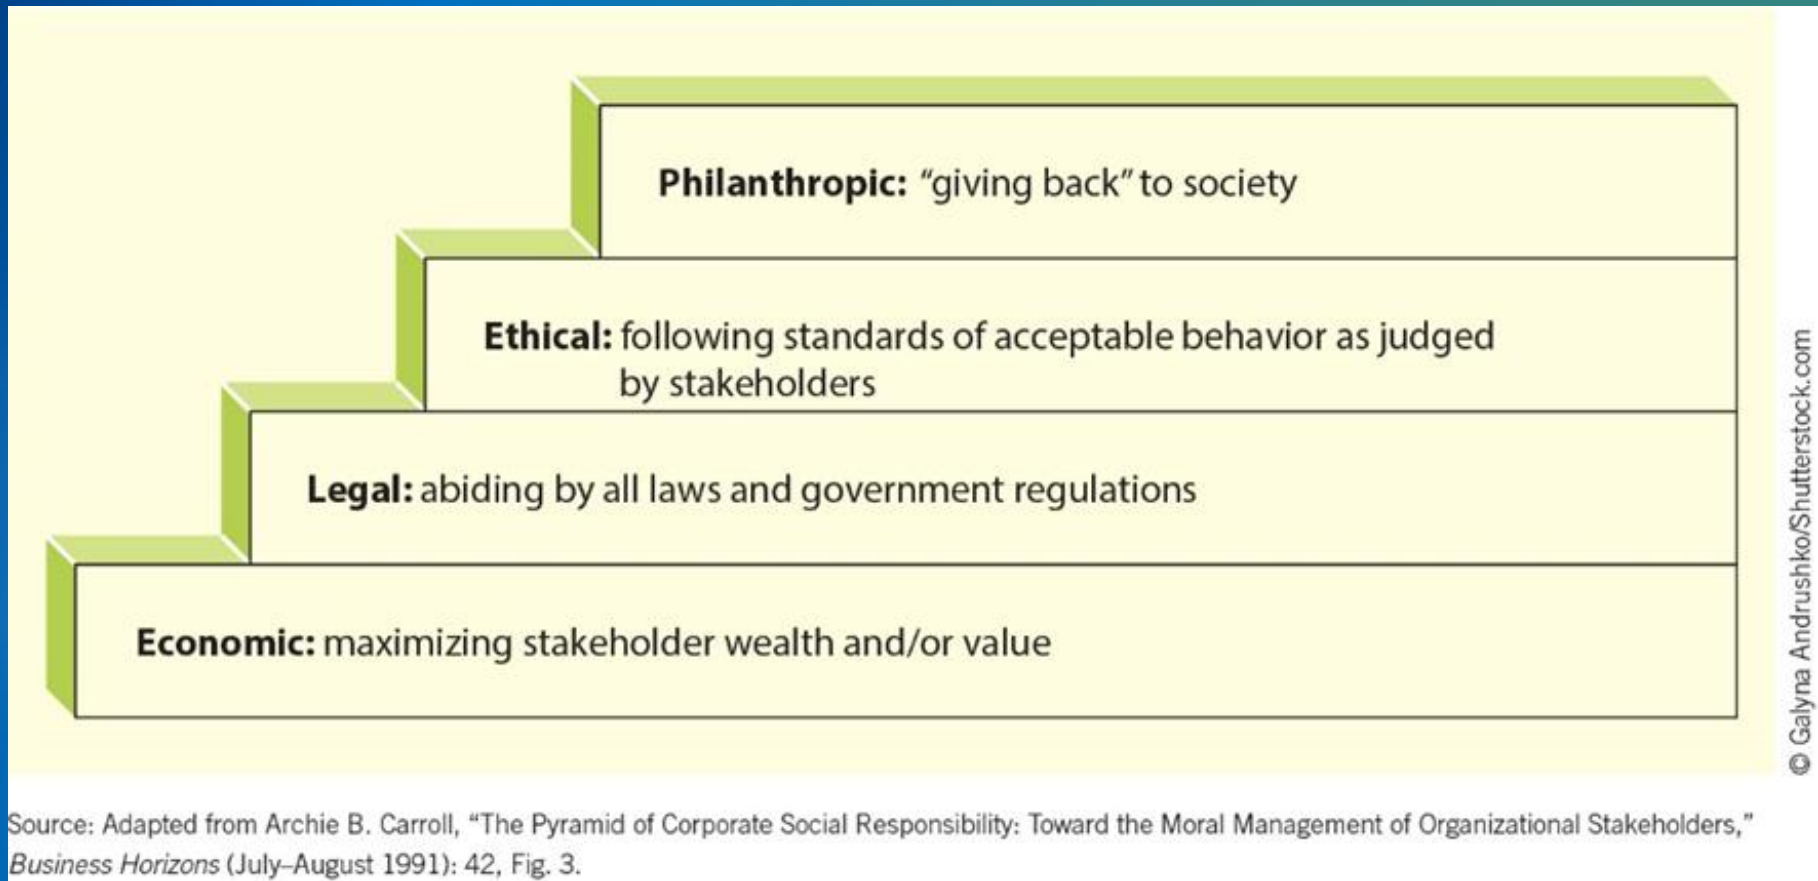 Philanthropic: “giving back” to society
Ethical: following standards of acceptable behavior as judged
by stakeholders
Legal: abiding by all laws and government regulations
Economic: maximizing stakeholder wealth and/or value
© Galyna Andrushko/Shutterstock.com
Source: Adapted from Archie B. Carroll, “The Pyramid of Corporate Social Responsibility: Toward the Moral Management of Organizational Stakeholders,”
Business Horizons (July–August 1991): 42, Fig. 3.